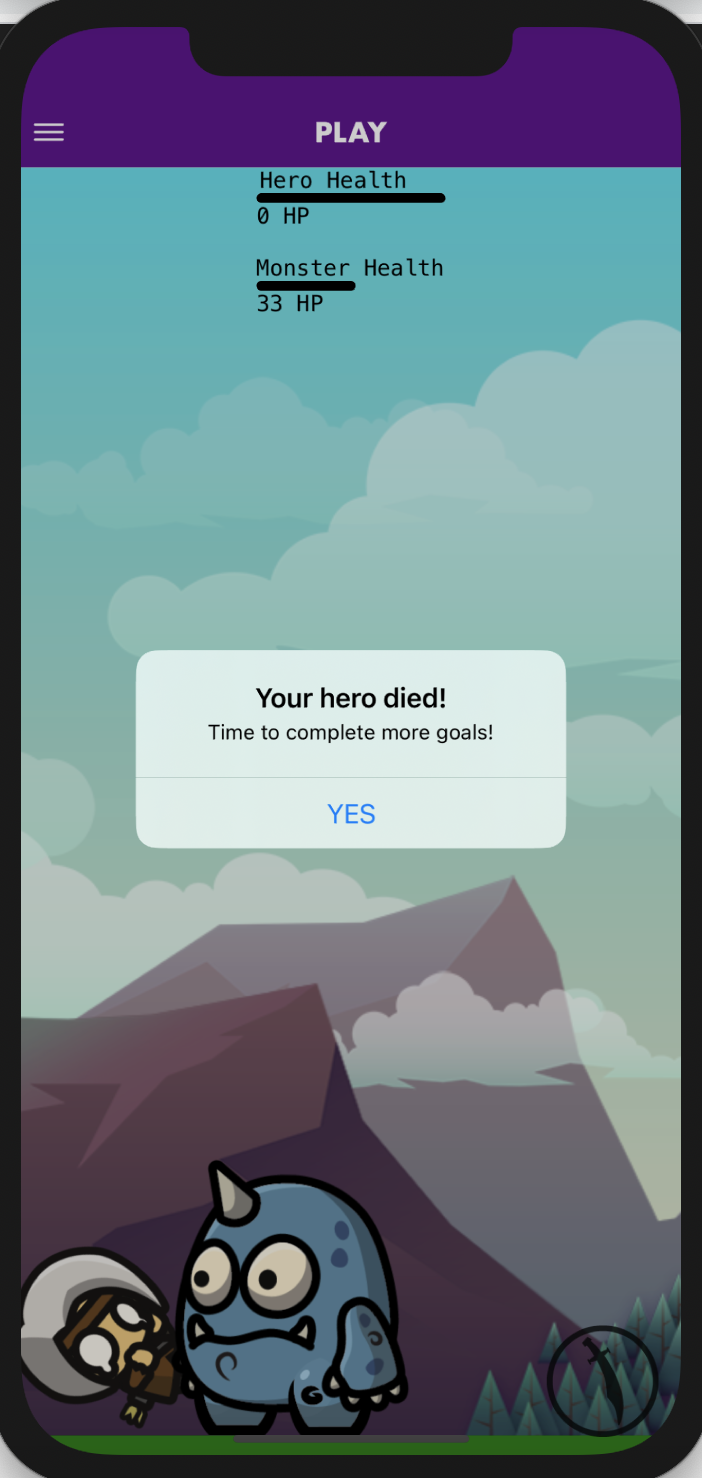 PLAY
Hero Health
0 HP
Monster Health
33 HP
Your hero died!
Time to complete more goals!
YES